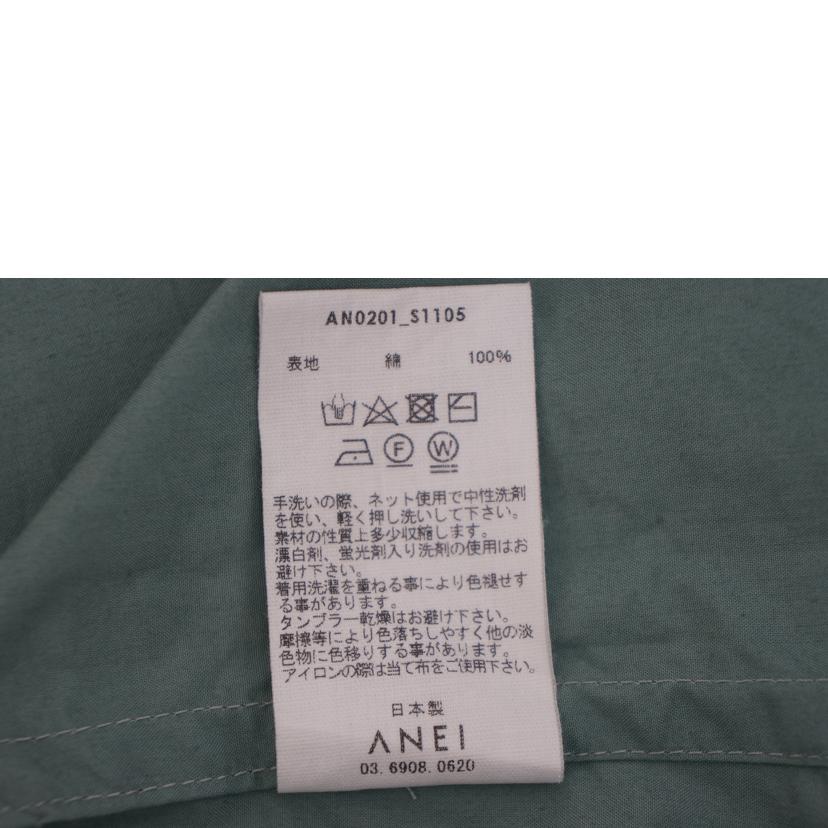 AN0201_S1105
表地 綿 100%
F W
手洗いの際、ネット使用で中性洗剤
を使い、軽く押し洗いして下さい。
素材の性質上多少収縮します。
漂白剤、蛍光剤入り洗剤の使用はお
避け下さい。
着用洗濯を重ねる事により色褪せす
る事があります。
タンブラー乾燥はお避け下さい。
摩擦等により色落ちしやすく他の淡
色物に色移りする事があります。
アイロンの際は当て布をご使用下さい。
日本製
ANEI
03. 6908. 0620